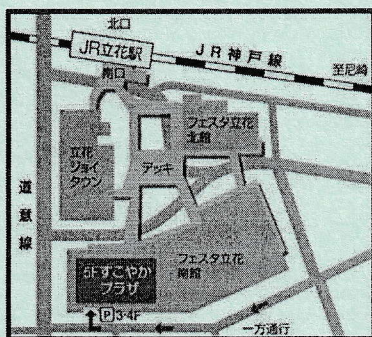 北口
JR立花駅
JR神戸線
至尼崎
南口
フェスタ立花
北館
立花
ジョイ
タウン
デッキ
道意線
フェスタ立花
南館
5Fすこやか
プラザ
P3・4F
一方通行